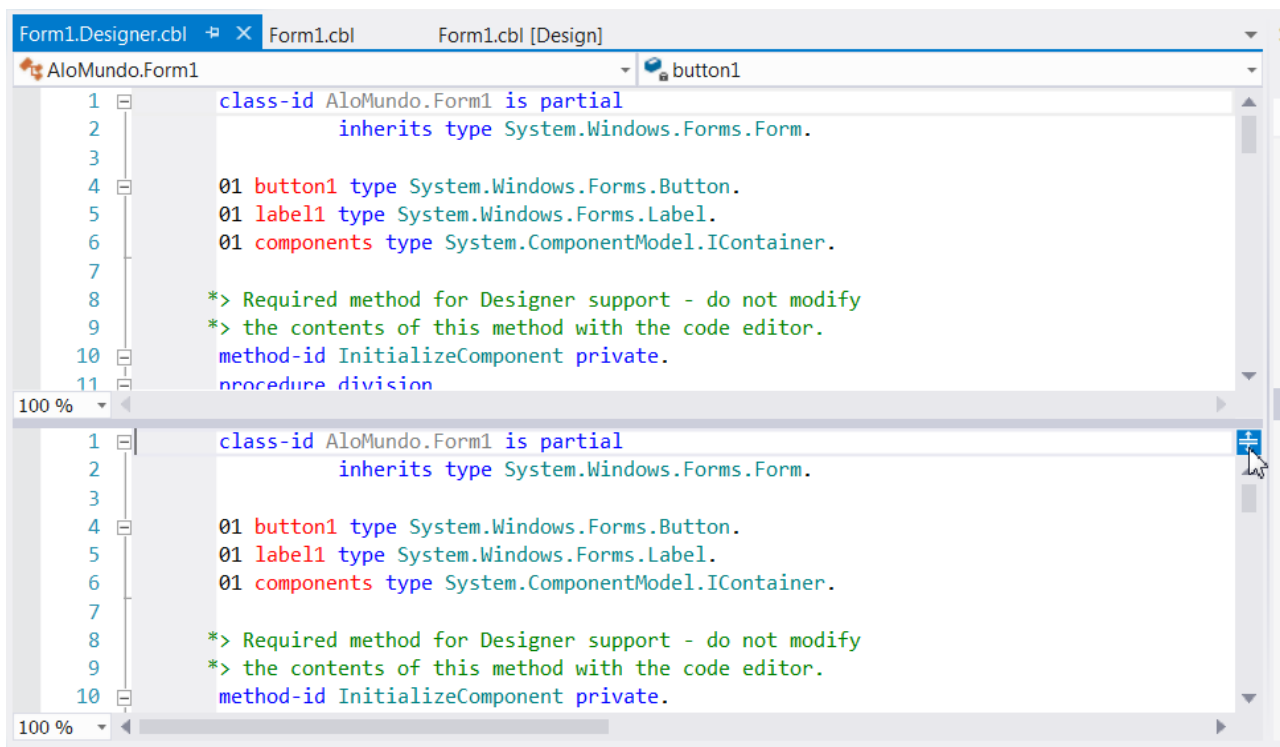 Form1.Designer.cbl Form1.cbl Form1.cbl [Design]
AloMundo.Form1 button1
1 class-id AloMundo.Form1 is partial
2 inherits type System.Windows.Forms.Form.
3
4 01 button1 type System.Windows.Forms.Button.
5 01 label1 type System.Windows.Forms.Label.
6 01 components type System.ComponentModel.IContainer.
7
8 *> Required method for Designer support - do not modify
9 *> the contents of this method with the code editor.
10 method-id InitializeComponent private.
11 procedure division
100 %
1 class-id AloMundo.Form1 is partial
2 inherits type System.Windows.Forms.Form.
3
4 01 button1 type System.Windows.Forms.Button.
5 01 label1 type System.Windows.Forms.Label.
6 01 components type System.ComponentModel.IContainer.
7
8 *> Required method for Designer support - do not modify
9 *> the contents of this method with the code editor.
10 method-id InitializeComponent private.
100 %